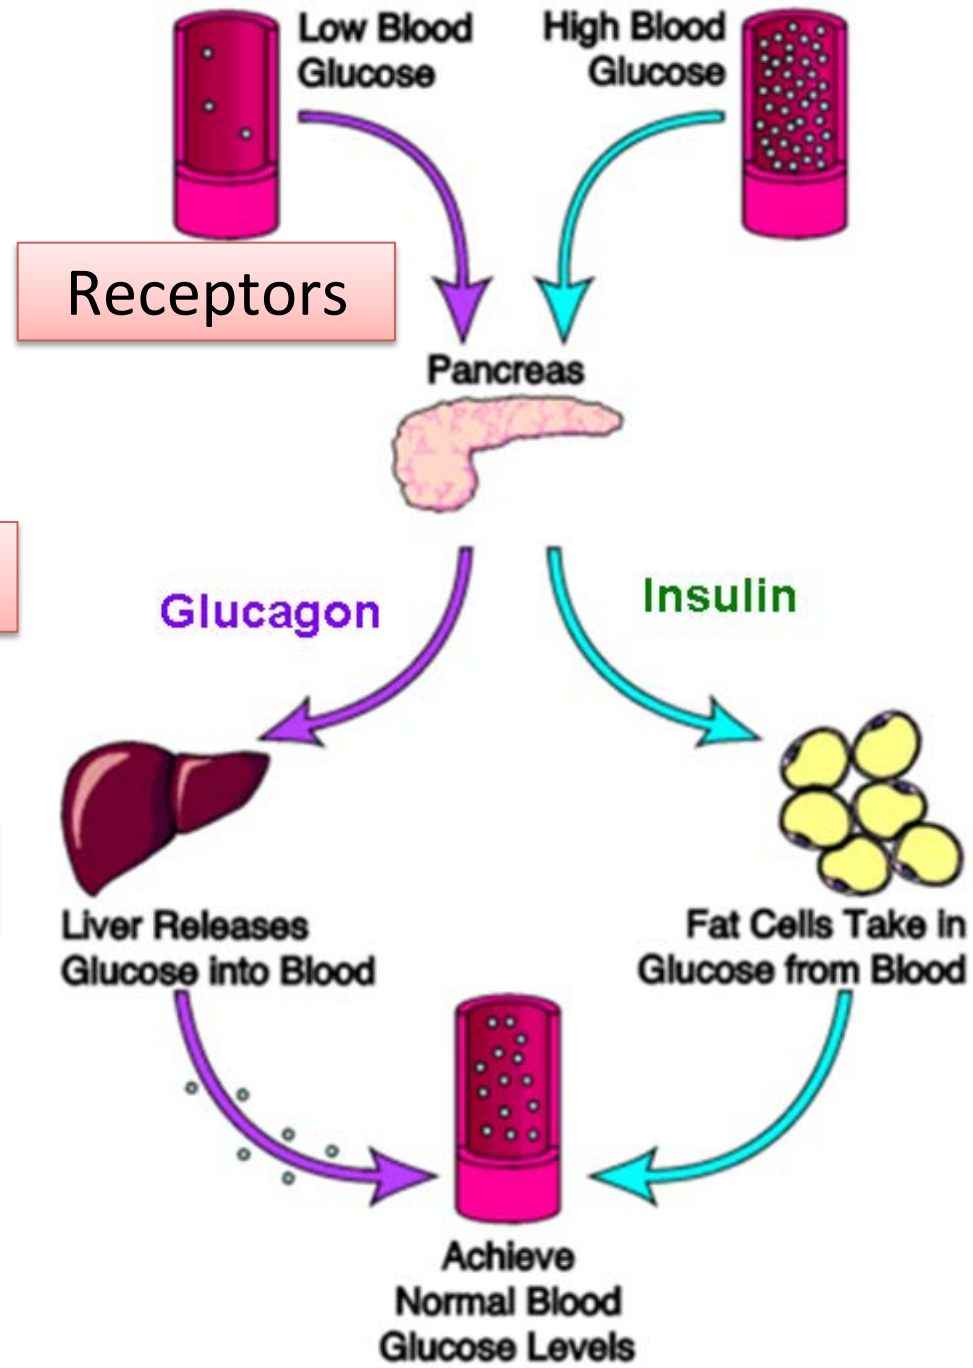 Low Blood
Glucose
High Blood
Glucose
Receptors
Pancreas
Glucagon
Insulin
Liver Releases
Glucose into Blood
Fat Cells Take in
Glucose from Blood
Achieve
Normal Blood
Glucose Levels